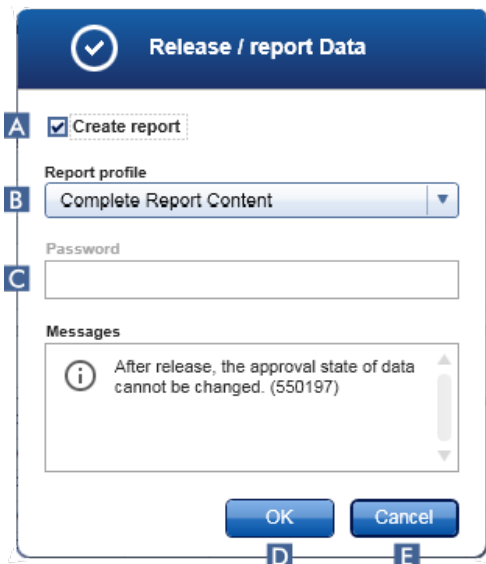 Release / report Data
A Create report
Report profile
B Complete Report Content
Password
C
Messages
After release, the approval state of data
cannot be changed. (550197)
OK Cancel
D E